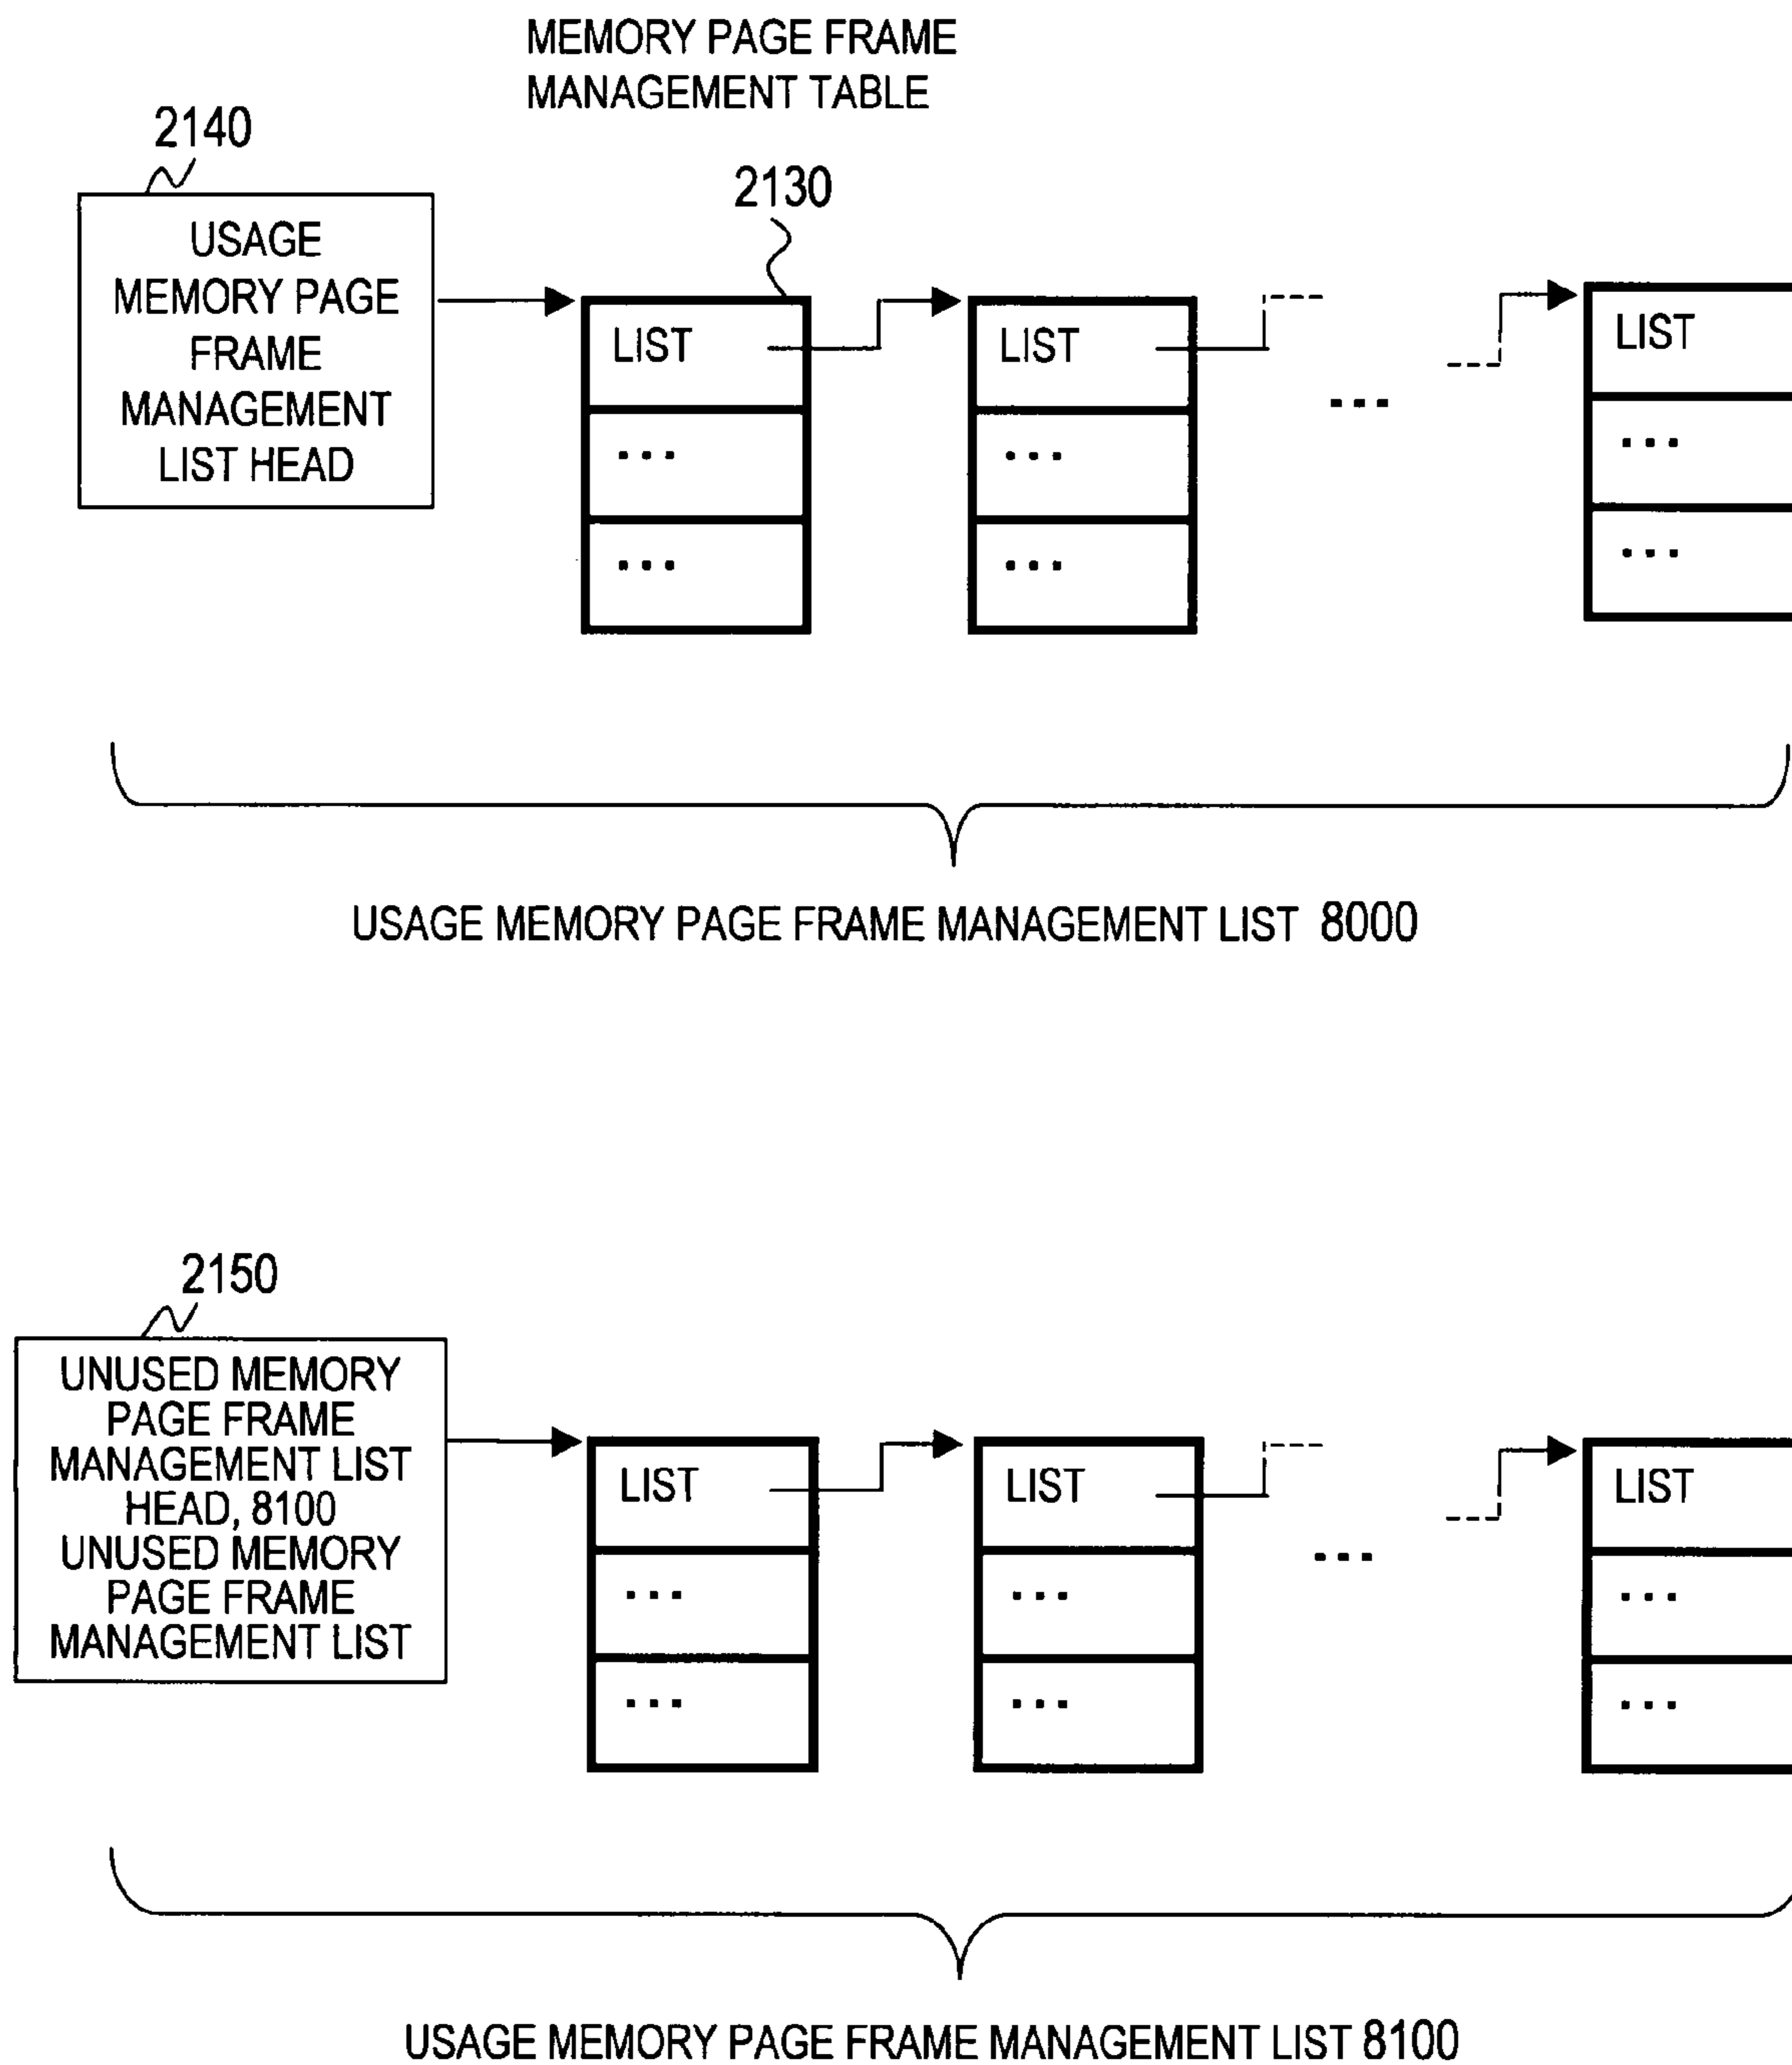 MEMORY PAGE FRAME
MANAGEMENT TABLE
2140
2130
USAGE
MEMORY PAGE
FRAME
MANAGEMENT
LIST HEAD
LIST
LIST
LIST
...
...
...
...
...
...
...
USAGE MEMORY PAGE FRAME MANAGEMENT LIST 8000
2150
UNUSED MEMORY
PAGE FRAME
MANAGEMENT LIST
HEAD, 8100
UNUSED MEMORY
PAGE FRAME
MANAGEMENT LIST
LIST
LIST
LIST
...
...
...
...
...
...
...
USAGE MEMORY PAGE FRAME MANAGEMENT LIST 8100